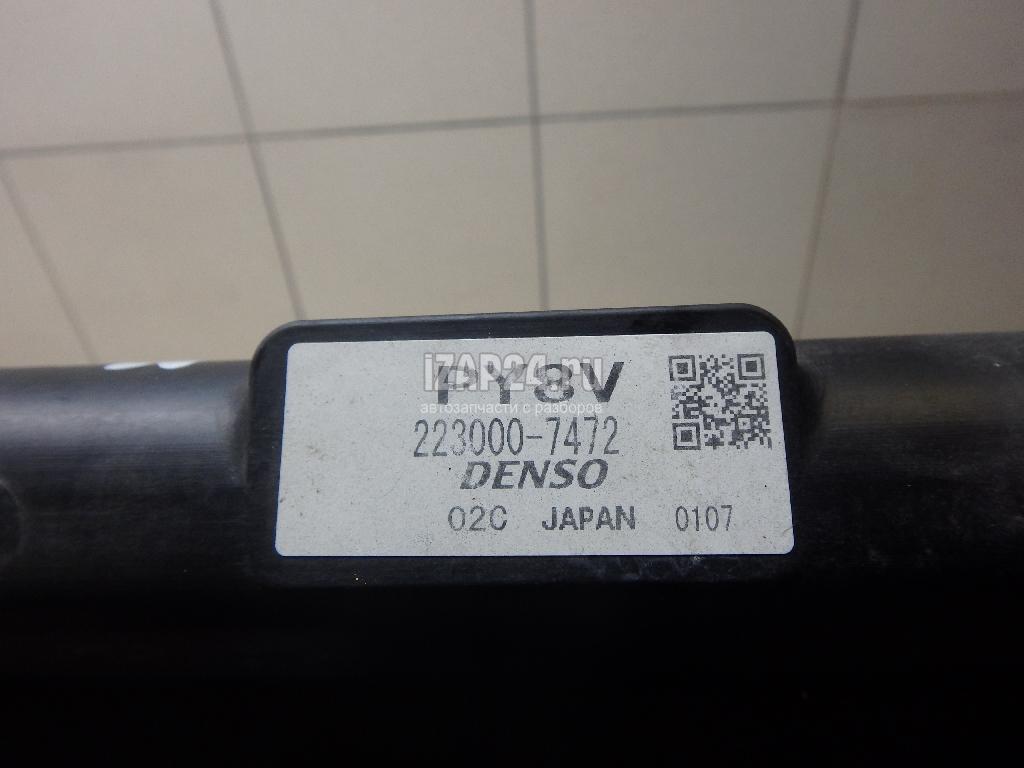 PY8V
iZAP24.ru
автозапчасти с разборов
223000-7472
DENSO
02C JAPAN 0107